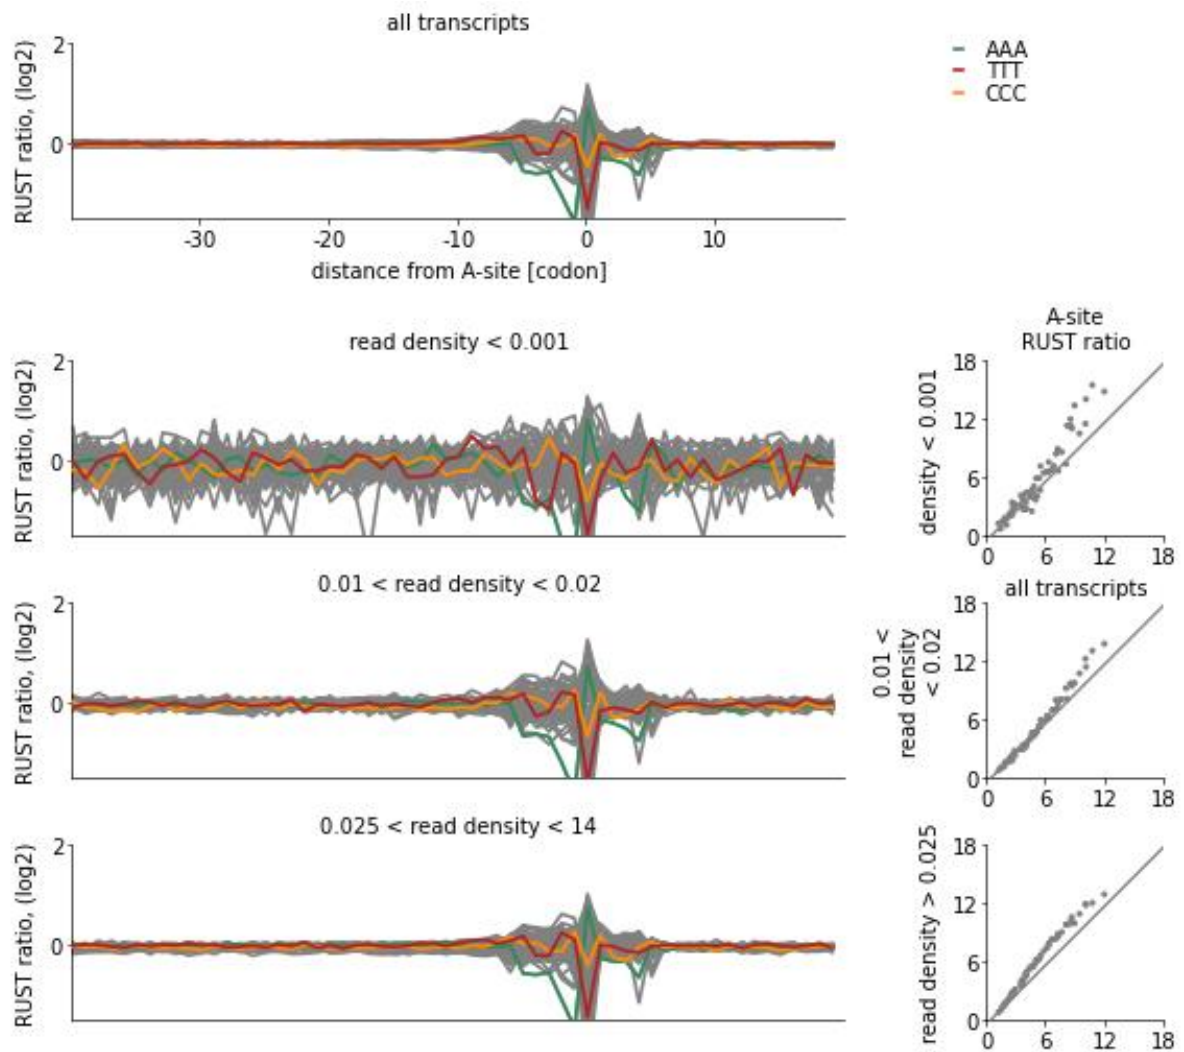 all transcripts
RUST ratio, (log2)
2
0
-30 -20 -10 0 10
distance from A-site [codon]
AAA
TTT
CCC
read density < 0.001
RUST ratio, (log2)
2
0
A-site
RUST ratio
density < 0.001
18
12
6
0
0 6 12 18
0.01 < read density < 0.02
RUST ratio, (log2)
2
0
all transcripts
0.01 <
read density
< 0.02
18
12
6
0
0 6 12 18
0.025 < read density < 14
RUST ratio, (log2)
2
0
read density > 0.025
18
12
6
0
0 6 12 18